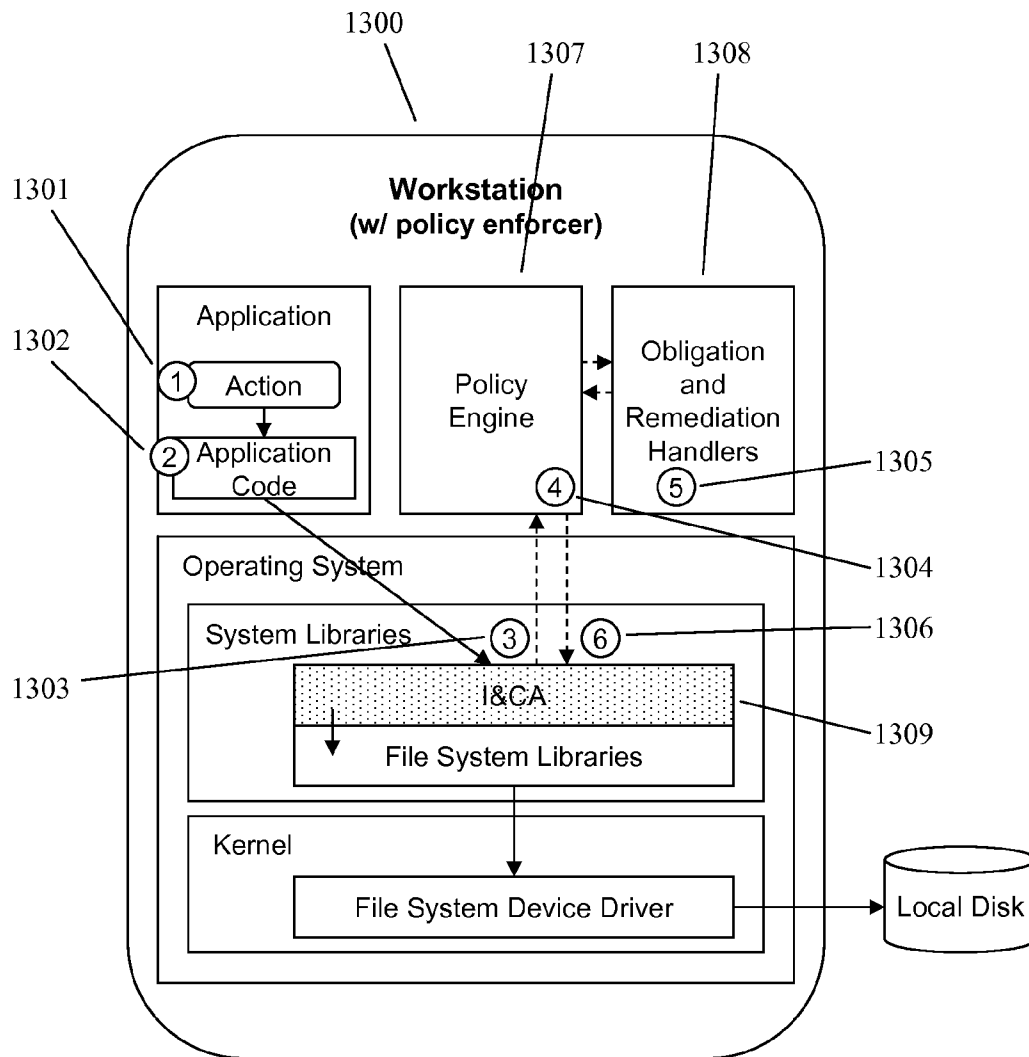 1300
1307
1308
1301
Workstation
(w/ policy enforcer)
1302
Application
1
Action
2
Application
Code
Policy
Engine
4
Obligation
and
Remediation
Handlers
5
1305
1304
Operating System
System Libraries
3
6
1306
1303
I&CA
1309
File System Libraries
Kernel
File System Device Driver
Local Disk